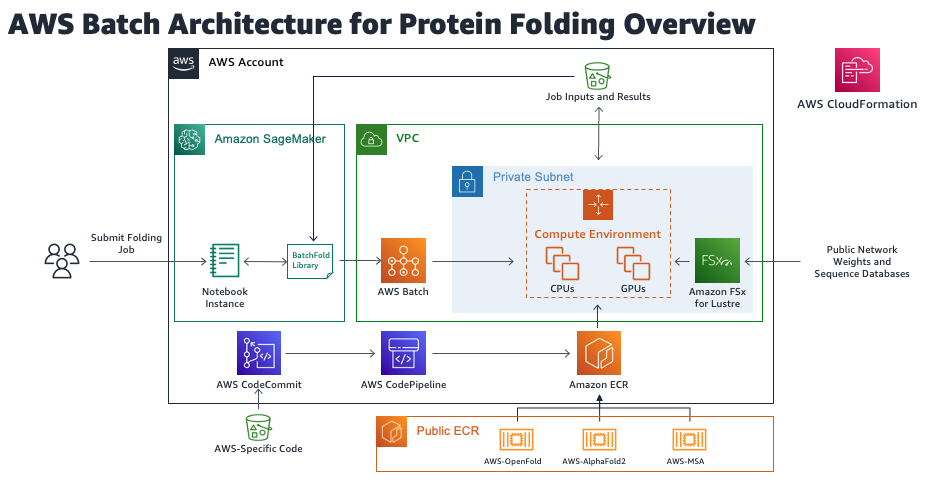 AWS Batch Architecture for Protein Folding Overview
aws
AWS Account
Job Inputs and Results
AWS CloudFormation
Amazon SageMaker
VPC
Private Subnet
Submit Folding
Job
Compute Environment
BatchFold
Library
FSx
Public Network
Weights and
Sequence Databases
Notebook
Instance
AWS Batch
CPUs
GPUs
Amazon FSx
for Lustre
AWS CodeCommit
AWS CodePipeline
Amazon ECR
AWS-Specific Code
Public ECR
AWS-OpenFold
AWS-AlphaFold2
AWS-MSA